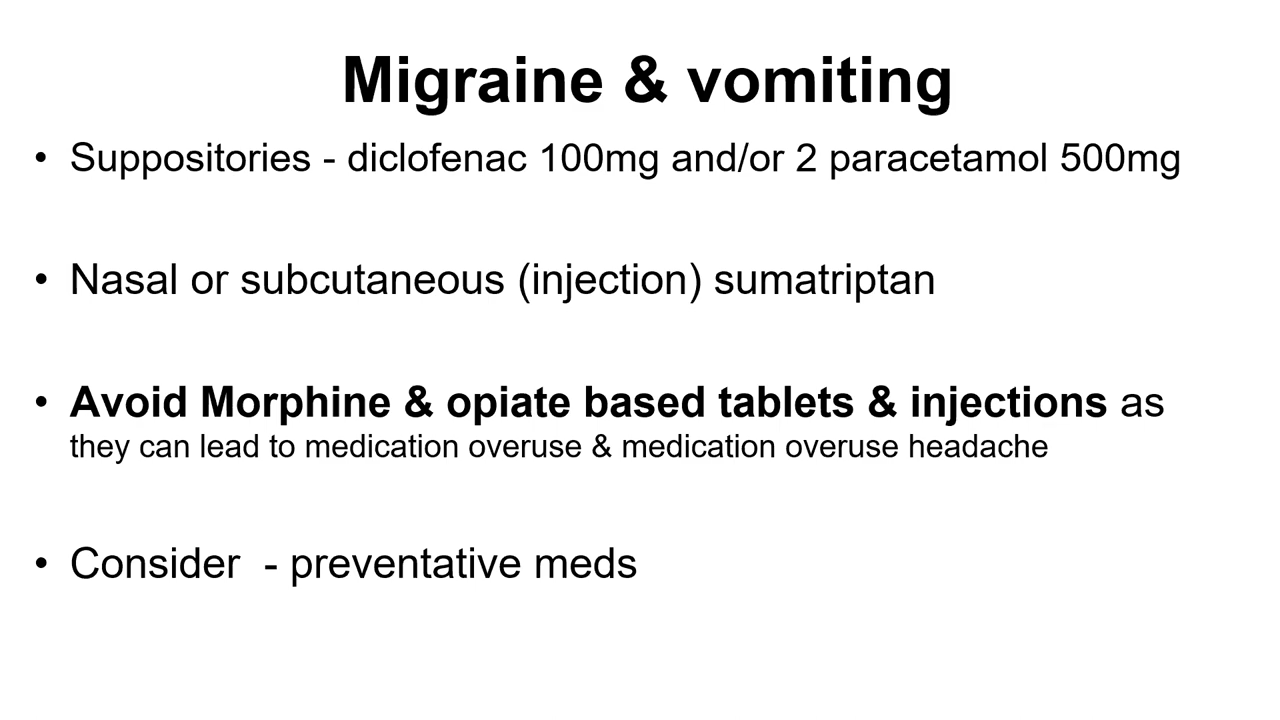 Migraine & vomiting
• Suppositories - diclofenac 100mg and/or 2 paracetamol 500mg
• Nasal or subcutaneous (injection) sumatriptan
• Avoid Morphine & opiate based tablets & injections as
they can lead to medication overuse & medication overuse headache
• Consider  - preventative meds